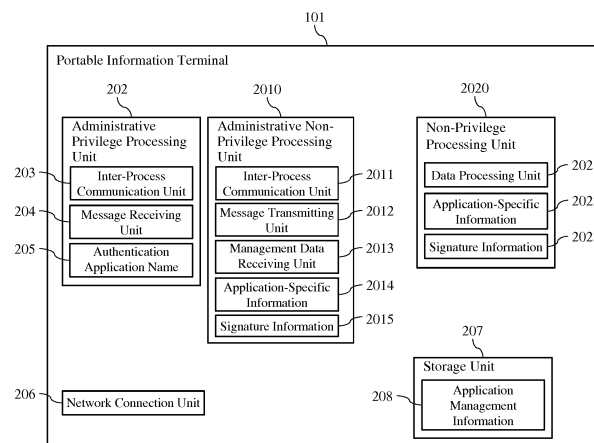 101
Portable Information Terminal
202
2010
2020
Administrative
Privilege Processing
Unit
203
Inter-Process
Communication Unit
204
Message Receiving
Unit
205
Authentication
Application Name
Administrative Non-
Privilege Processing
Unit
Inter-Process
Communication Unit
2011
Message Transmitting
Unit
2012
Management Data
Receiving Unit
2013
Application-Specific
Information
2014
Signature Information
2015
Non-Privilege
Processing Unit
Data Processing Unit
202
Application-Specific
Information
202
Signature Information
202
206
Network Connection Unit
207
Storage Unit
208
Application
Management
Information